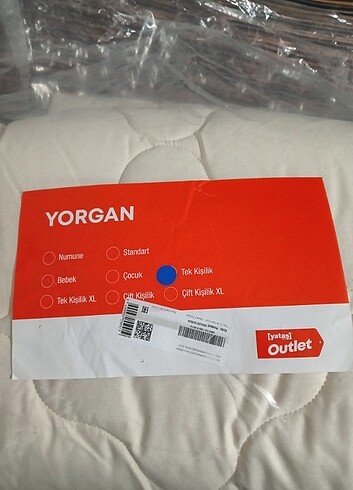 YORGAN
Numune
Standart
Bebek
Çocuk
Tek Kişilik
Tek Kişilik XL
Çift Kişilik
Çift Kişilik XL
[yataş]
Outlet